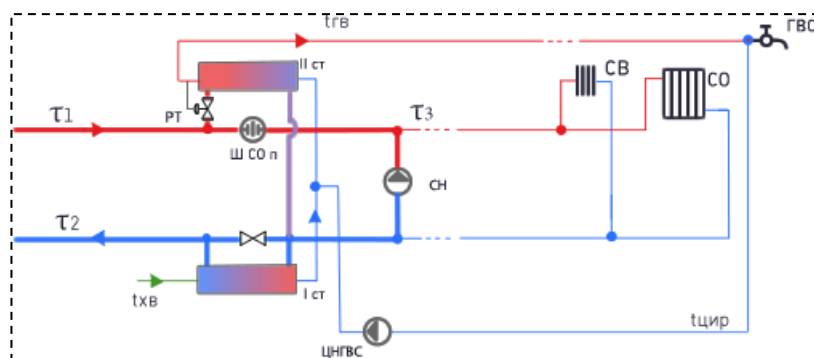 tгв
ГВС
II ст
СВ
СО
τ1
РТ
τ3
Ш СО п
СН
τ2
I ст
tхв
tцир
ЦНГВС